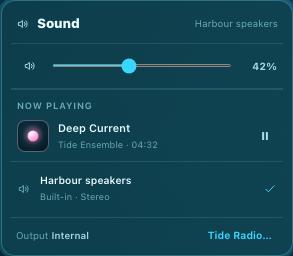 Sound Harbour speakers
42%
NOW PLAYING
Deep Current
Tide Ensemble · 04:32
Harbour speakers
Built-in · Stereo
Output Internal Tide Radio...